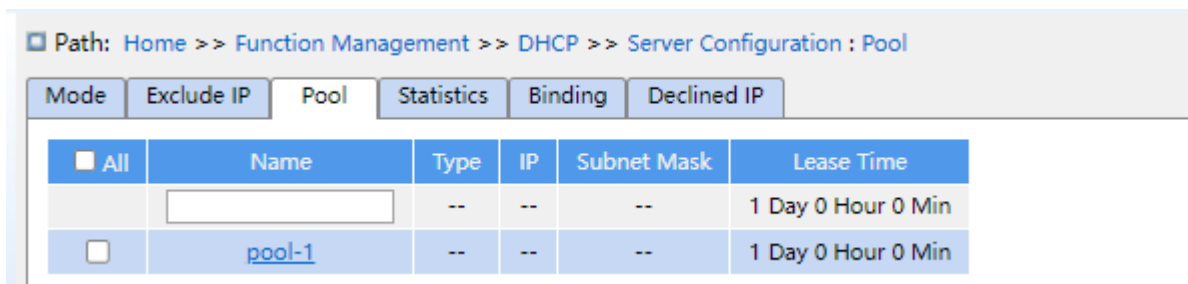 Path: Home >> Function Management >> DHCP >> Server Configuration : Pool
Mode Exclude IP Pool Statistics Binding Declined IP
All Name Type IP Subnet Mask Lease Time
-- -- -- 1 Day 0 Hour 0 Min
pool-1 -- -- -- 1 Day 0 Hour 0 Min